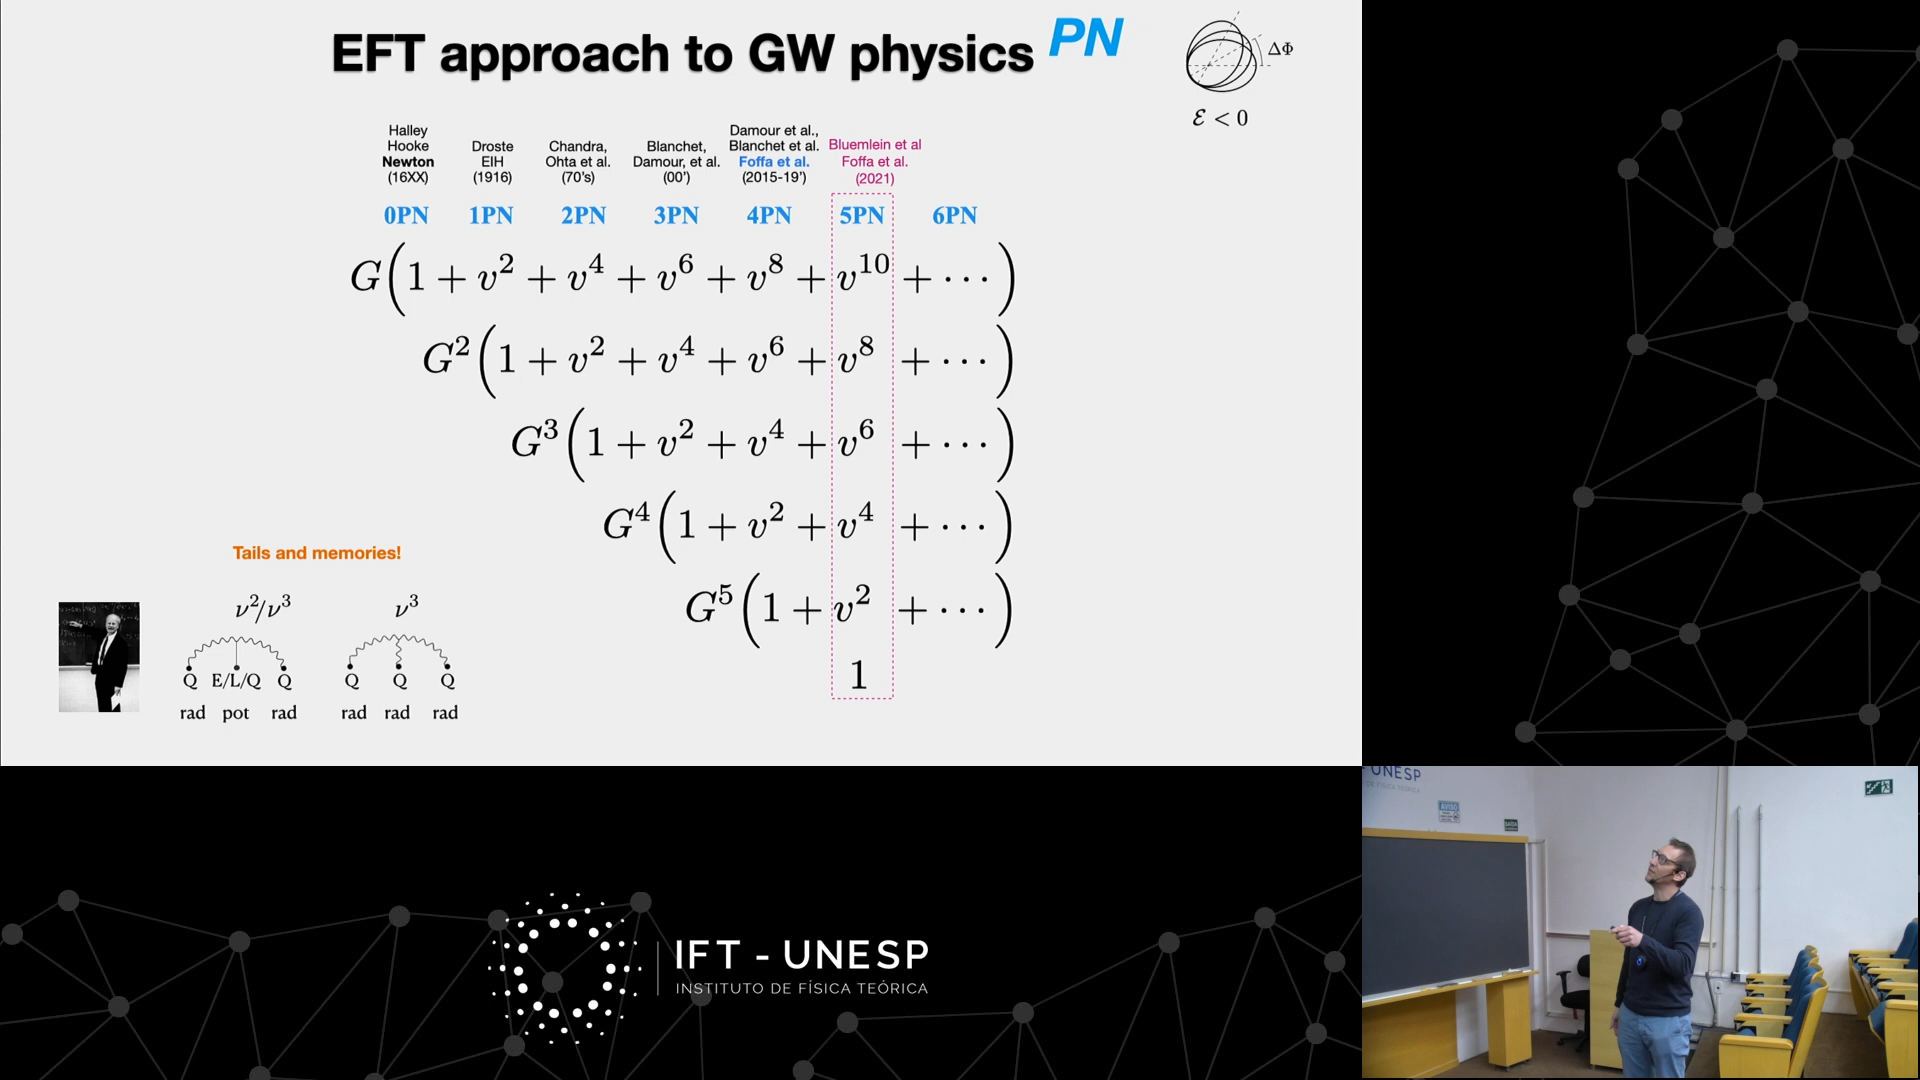 EFT approach to GW physics PN
ΔΦ
ℰ < 0
Halley
Hooke
Newton
(16XX)
Droste
EIH
(1916)
Chandra,
Ohta et al.
(70's)
Blanchet,
Damour, et al.
(00')
Damour et al.,
Blanchet et al.
Foffa et al.
(2015-19')
Bluemlein et al
Foffa et al.
(2021)
0PN 1PN 2PN 3PN 4PN 5PN 6PN
G(1 + v² + v⁴ + v⁶ + v⁸ + v¹⁰ + ⋯)
G²(1 + v² + v⁴ + v⁶ + v⁸ + ⋯)
G³(1 + v² + v⁴ + v⁶ + ⋯)
G⁴(1 + v² + v⁴ + ⋯)
G⁵(1 + v² + ⋯)
1
Tails and memories!
ν²/ν³
Q E/L/Q Q
rad pot rad
ν³
Q Q Q
rad rad rad
IFT - UNESP
INSTITUTO DE FÍSICA TEÓRICA
UNESP
AVISO